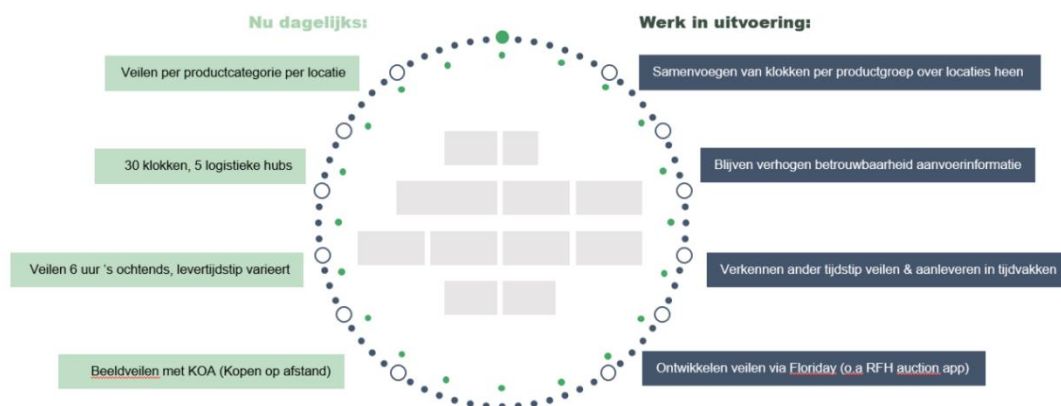 Nu dagelijks:
Werk in uitvoering:
Veilen per productcategorie per locatie
Samenvoegen van klokken per productgroep over locaties heen
30 klokken, 5 logistieke hubs
Blijven verhogen betrouwbaarheid aanvoerinformatie
Veilen 6 uur ‘s ochtends, levertijdstip varieert
Verkennen ander tijdstip veilen & aanleveren in tijdvakken
Beeldveilen met KOA (Kopen op afstand)
Ontwikkelen veilen via Floriday (o.a RFH auction app)